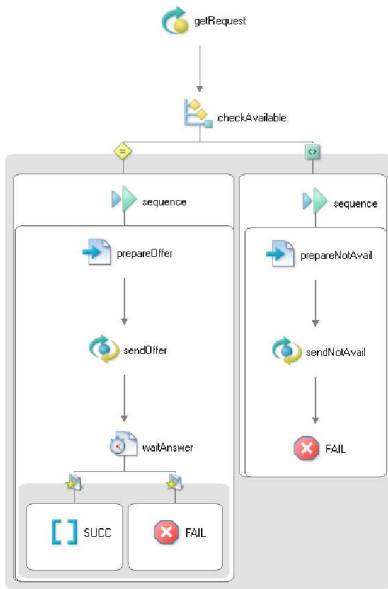 getRequest
checkAvailable
=
<>
sequence
sequence
prepareOffer
prepareNotAvail
sendOffer
sendNotAvail
waitAnswer
FAIL
SUCC
FAIL